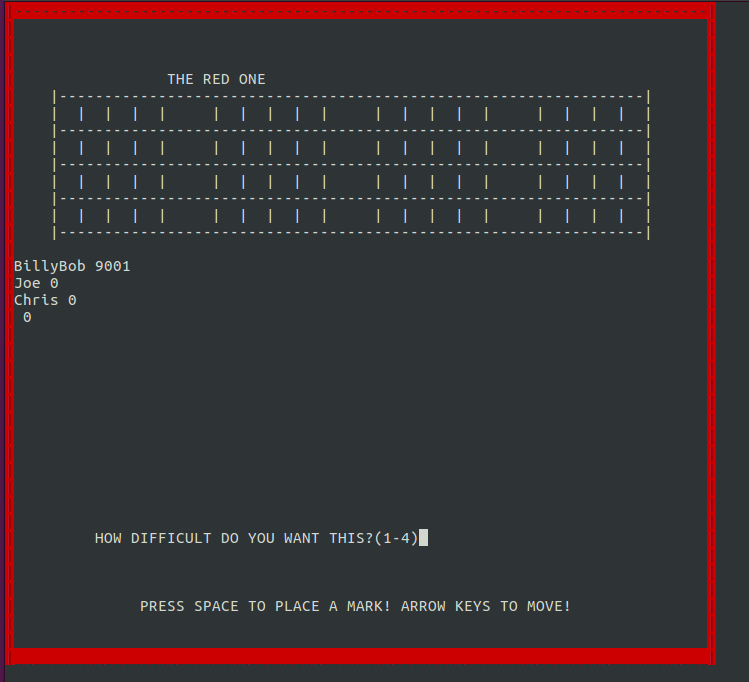 THE RED ONE
|-----------------------------------------------------------------|
|  |  |  |  |     |  |  |  |  |     |  |  |  |  |     |  |  |  |  |
|-----------------------------------------------------------------|
|  |  |  |  |     |  |  |  |  |     |  |  |  |  |     |  |  |  |  |
|-----------------------------------------------------------------|
|  |  |  |  |     |  |  |  |  |     |  |  |  |  |     |  |  |  |  |
|-----------------------------------------------------------------|
|  |  |  |  |     |  |  |  |  |     |  |  |  |  |     |  |  |  |  |
|-----------------------------------------------------------------|
BillyBob 9001
Joe 0
Chris 0
0
HOW DIFFICULT DO YOU WANT THIS?(1-4)
PRESS SPACE TO PLACE A MARK! ARROW KEYS TO MOVE!